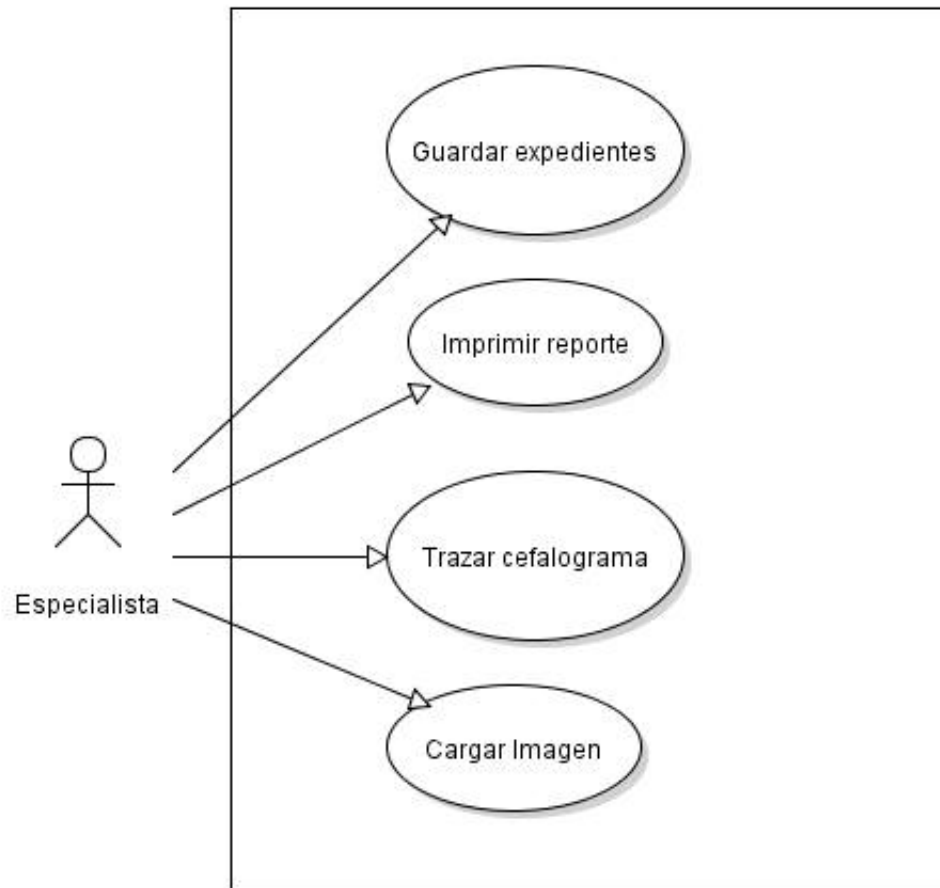 Guardar expedientes
Imprimir reporte
Trazar cefalograma
Especialista
Cargar Imagen